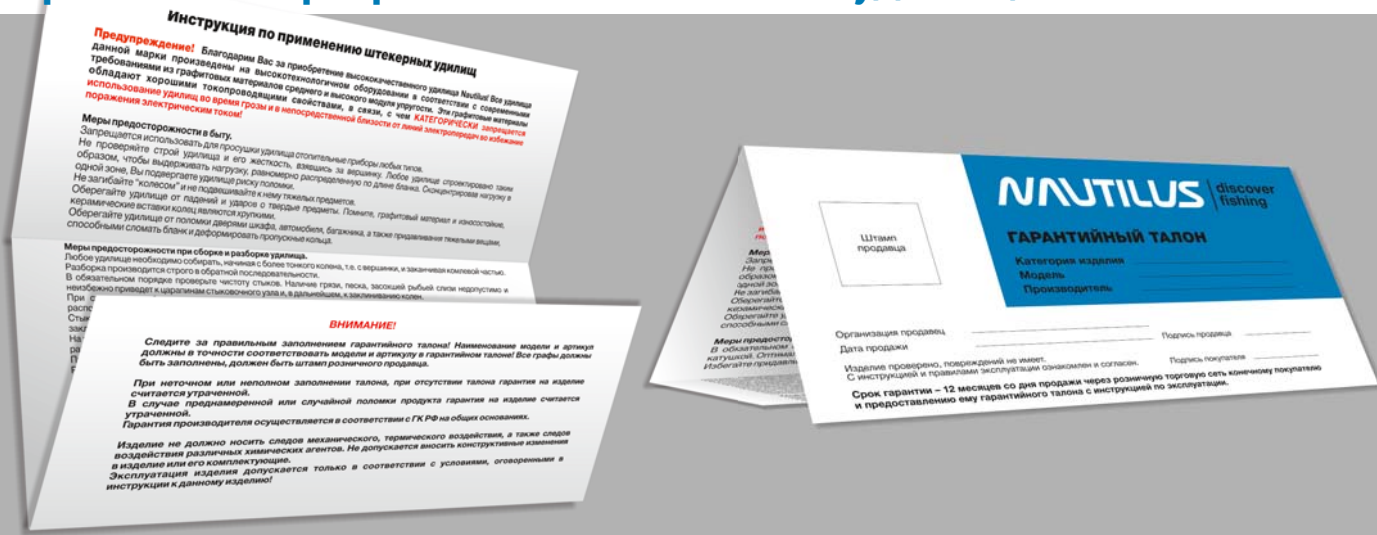 Инструкция по применению штекерных удилищ
Предупреждение! Благодарим Вас за приобретение высококачественного удилища Nautilus! Все удилища
данной марки произведены на высокотехнологичном оборудовании в соответствии с современными
требованиями из графитовых материалов среднего и высокого модуля упругости. Эти графитовые материалы
обладают хорошими токопроводящими свойствами, в связи, с чем КАТЕГОРИЧЕСКИ запрещается
использование удилищ во время грозы и в непосредственной близости от линий электропередач во избежание
поражения электрическим током!
Меры предосторожности в быту.
Запрещается использовать для просушки удилища отопительные приборы любых типов.
Не проверяйте строй удилища и его жесткость, взявшись за вершинку. Любое удилище спроектировано таким
образом, чтобы выдерживать нагрузку, равномерно распределенную по длине бланка. Сконцентрировав нагрузку в
одной зоне, Вы подвергаете удилище риску поломки.
Не загибайте "колесом" и не подвешивайте к нему тяжелых предметов.
Оберегайте удилище от падений и ударов о твердые предметы. Помните, графитовый материал и износостойкие,
керамические вставки колец являются хрупкими.
Оберегайте удилище от поломки дверями шкафа, автомобиля, багажника, а также придавливания тяжелыми вещами,
способными сломать бланк и деформировать пропускные кольца.
Меры предосторожности при сборке и разборке удилища.
Любое удилище необходимо собирать, начиная с более тонкого колена, т.е. с вершинки, и заканчивая комлевой частью.
Разборка производится строго в обратной последовательности.
В обязательном порядке проверьте чистоту стыков. Наличие грязи, песка, засохшей рыбьей слизи недопустимо и
неизбежно приведет к царапинам стыковочного узла и, в дальнейшем, к заклиниванию колен.
При
ВНИМАНИЕ!
Следите за правильным заполнением гарантийного талона! Наименование модели и артикул
должны в точности соответствовать модели и артикулу в гарантийном талоне! Все графы должны
быть заполнены, должен быть штамп розничного продавца.
При неточном или неполном заполнении талона, при отсутствии талона гарантия на изделие
считается утраченной.
В случае преднамеренной или случайной поломки продукта гарантия на изделие считается
утраченной.
Гарантия производителя осуществляется в соответствии с ГК РФ на общих основаниях.
Изделие не должно носить следов механического, термического воздействия, а также следов
воздействия различных химических агентов. Не допускается вносить конструктивные изменения
в изделие или его комплектующие.
Эксплуатация изделия допускается только в соответствии с условиями, оговоренными в
инструкции к данному изделию!
NAUTILUS discover
fishing
ГАРАНТИЙНЫЙ ТАЛОН
Категория изделия
Модель
Производитель
Штамп
продавца
Организация продавец
Подпись продавца
Дата продажи
Изделие проверено, повреждений не имеет.
С инструкцией и правилами эксплуатации ознакомлен и согласен.
Подпись покупателя
Срок гарантии – 12 месяцев со дня продажи через розничную торговую сеть конечному покупателю
и предоставлению ему гарантийного талона с инструкцией по эксплуатации.